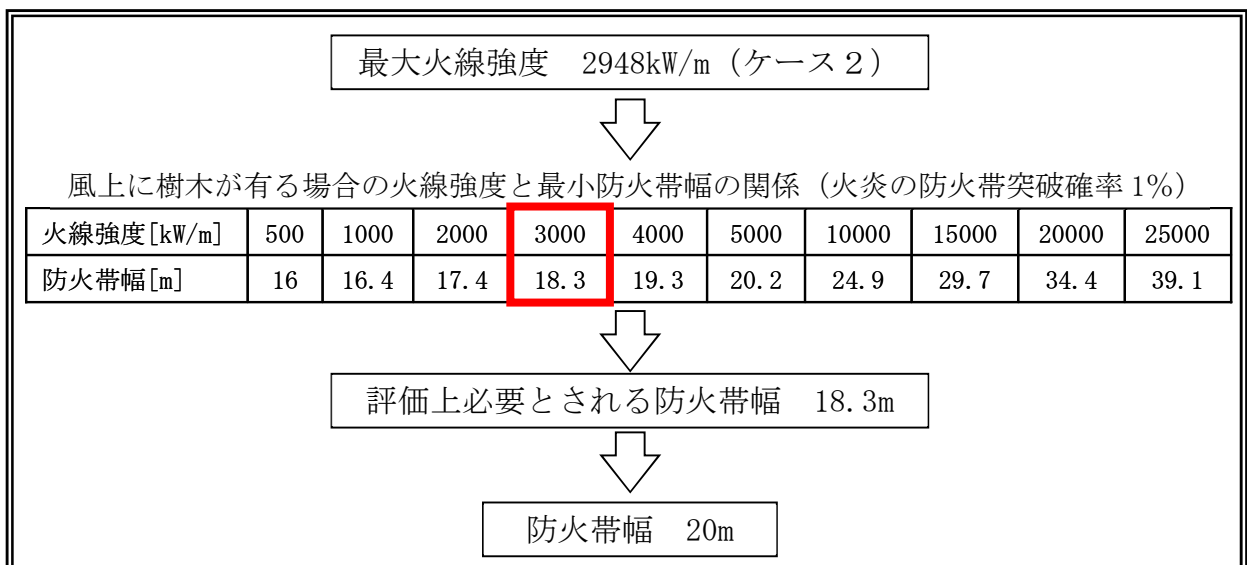 最大火線強度　2948kW/m（ケース２）
風上に樹木が有る場合の火線強度と最小防火帯幅の関係（火炎の防火帯突破確率 1%）
火線強度[kW/m] 500 1000 2000 3000 4000 5000 10000 15000 20000 25000
防火帯幅[m] 16 16.4 17.4 18.3 19.3 20.2 24.9 29.7 34.4 39.1
評価上必要とされる防火帯幅　18.3m
防火帯幅　20m